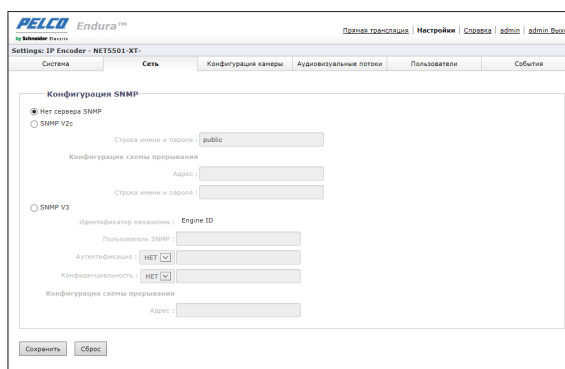 PELCO Endura™
by Schneider Electric
Прямая трансляция | Настройки | Справка | admin | admin Вых
Settings: IP Encoder - NET5501-XT-
Система Сеть Конфигурация камеры Аудиовизуальные потоки Пользователи События
Конфигурация SNMP
Нет сервера SNMP
SNMP V2c
Строка имени и пароля : public
Конфигурация схемы прерывания
Адрес :
Строка имени и пароля :
SNMP V3
Идентификатор механизма : Engine ID
Пользователь SNMP :
Аутентификация : НЕТ
Конфиденциальность : НЕТ
Конфигурация схемы прерывания
Адрес :
Сохранить Сброс